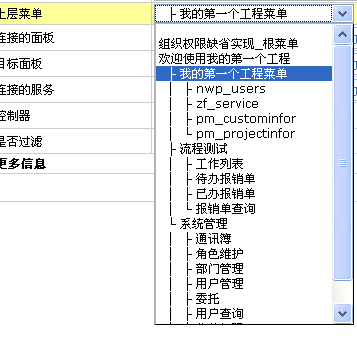 上层菜单
├ 我的第一个工程菜单
连接的面板
目标面板
连接的服务
控制器
是否过滤
更多信息
组织权限缺省实现_根菜单
欢迎使用我的第一个工程
├ 我的第一个工程菜单
│ ├ nwp_users
│ ├ zf_service
│ ├ pm_custominfor
│ └ pm_projectinfor
├ 流程测试
│ ├ 工作列表
│ ├ 待办报销单
│ ├ 已办报销单
│ └ 报销单查询
└ 系统管理
│ ├ 通讯簿
│ ├ 角色维护
│ ├ 部门管理
│ ├ 用户管理
│ ├ 委托
│ ├ 用户查询